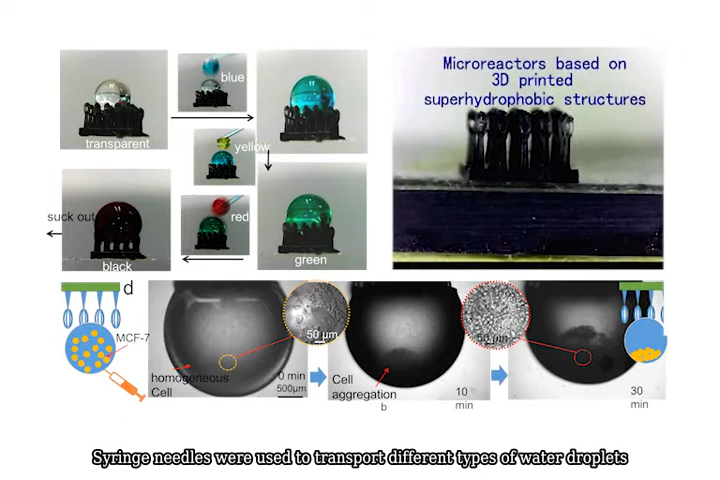 Microreactors based on
3D printed
superhydrophobic structures
blue
transparent
yellow
suck out
red
black
green
d
MCF-7
50 μm
50 μm
homogeneous
Cell
0 min
500μm
Cell
aggregation
b
10
min
30
min
Syringe needles were used to transport different types of water droplets